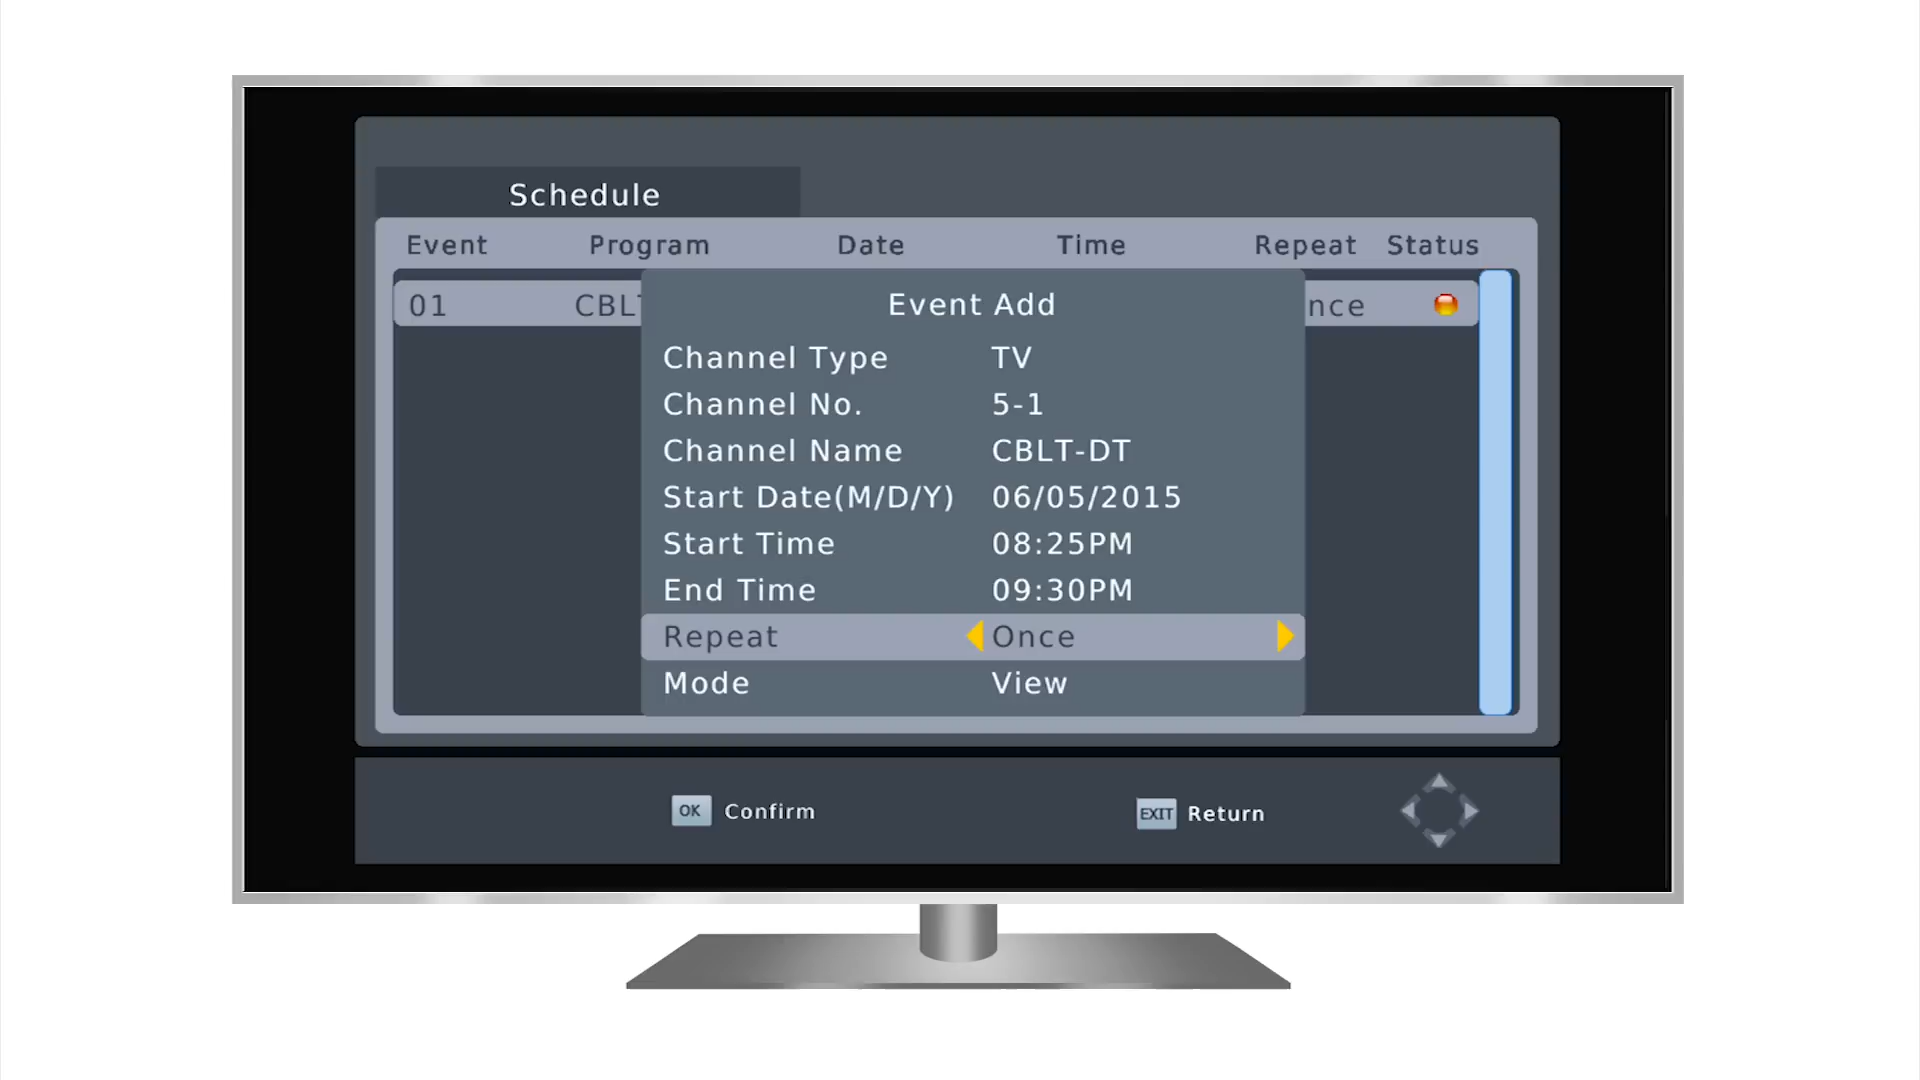 Schedule
Event Program Date Time Repeat Status
01 CBL nce
Event Add
Channel Type TV
Channel No. 5-1
Channel Name CBLT-DT
Start Date(M/D/Y) 06/05/2015
Start Time 08:25PM
End Time 09:30PM
Repeat Once
Mode View
OK Confirm EXIT Return